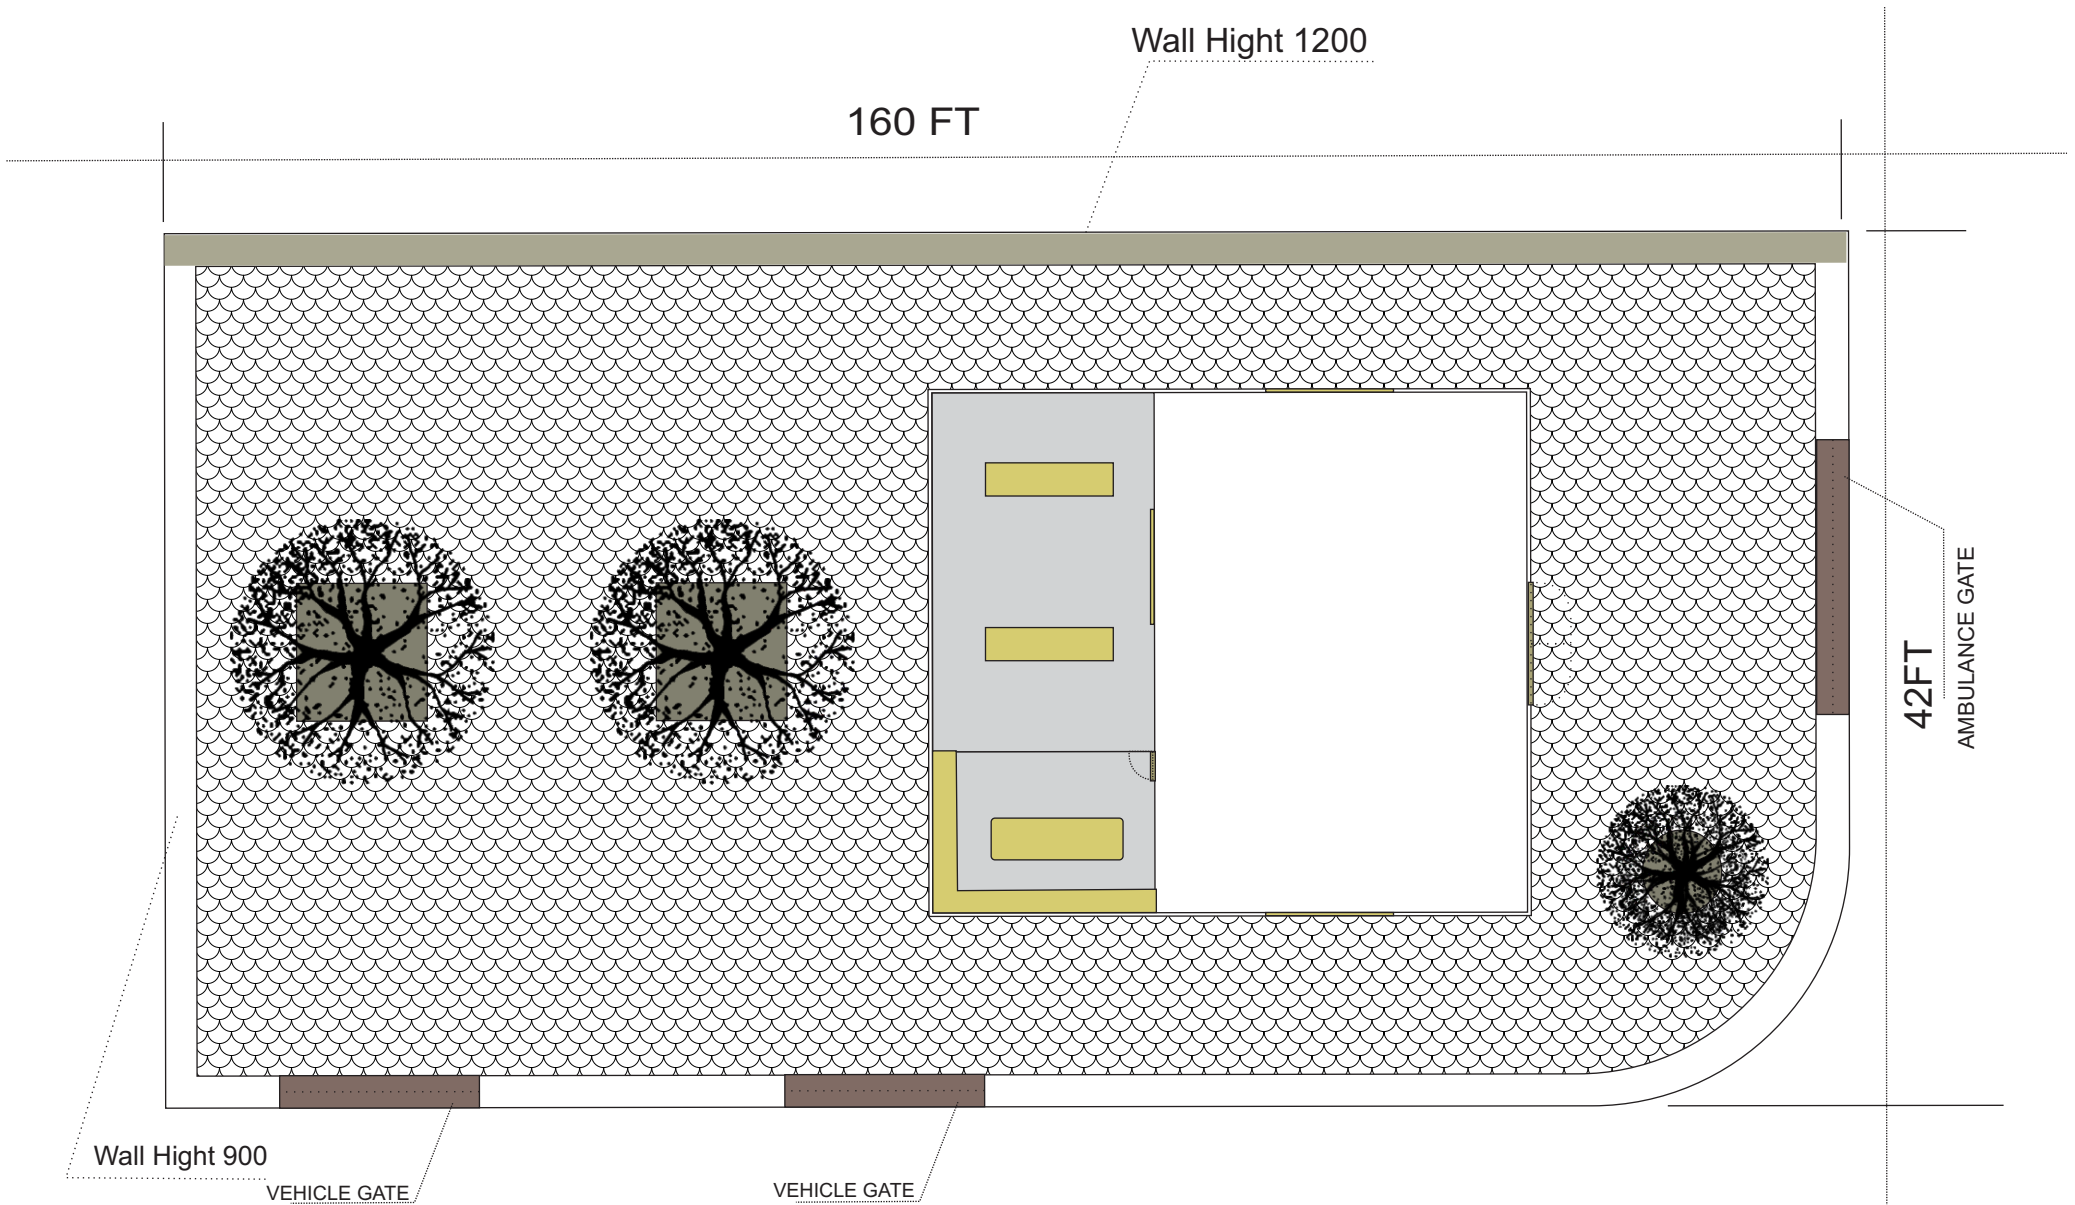 Wall Hight 1200
160 FT
42FT
AMBULANCE GATE
Wall Hight 900
VEHICLE GATE
VEHICLE GATE